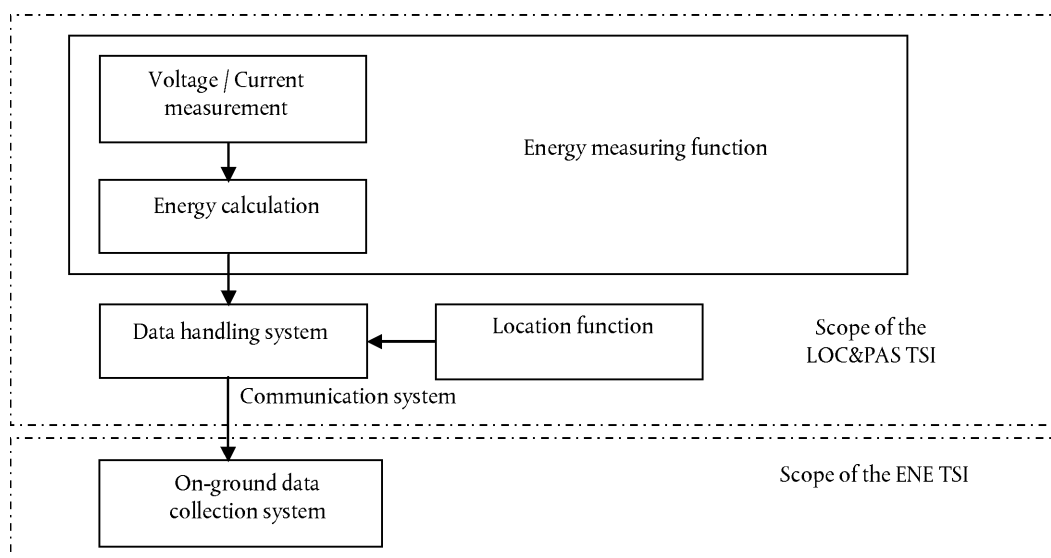 Voltage / Current
measurement
Energy measuring function
Energy calculation
Data handling system
Location function
Scope of the
LOC&PAS TSI
Communication system
On-ground data
collection system
Scope of the ENE TSI